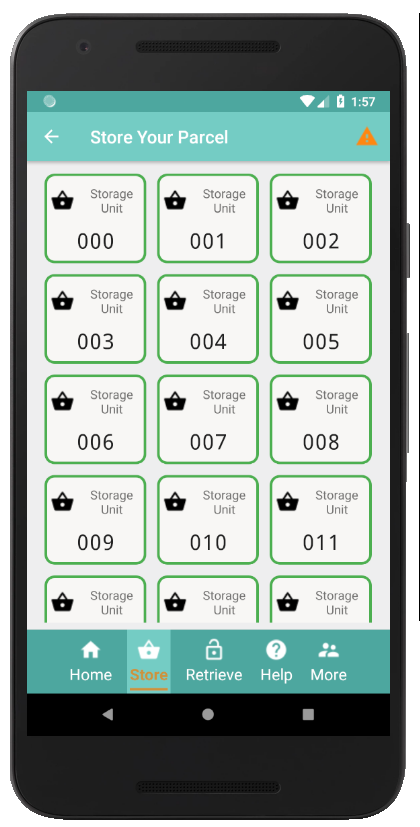 1:57
Store Your Parcel
Storage Unit
000
Storage Unit
001
Storage Unit
002
Storage Unit
003
Storage Unit
004
Storage Unit
005
Storage Unit
006
Storage Unit
007
Storage Unit
008
Storage Unit
009
Storage Unit
010
Storage Unit
011
Storage Unit
Storage Unit
Storage Unit
Home Store Retrieve Help More